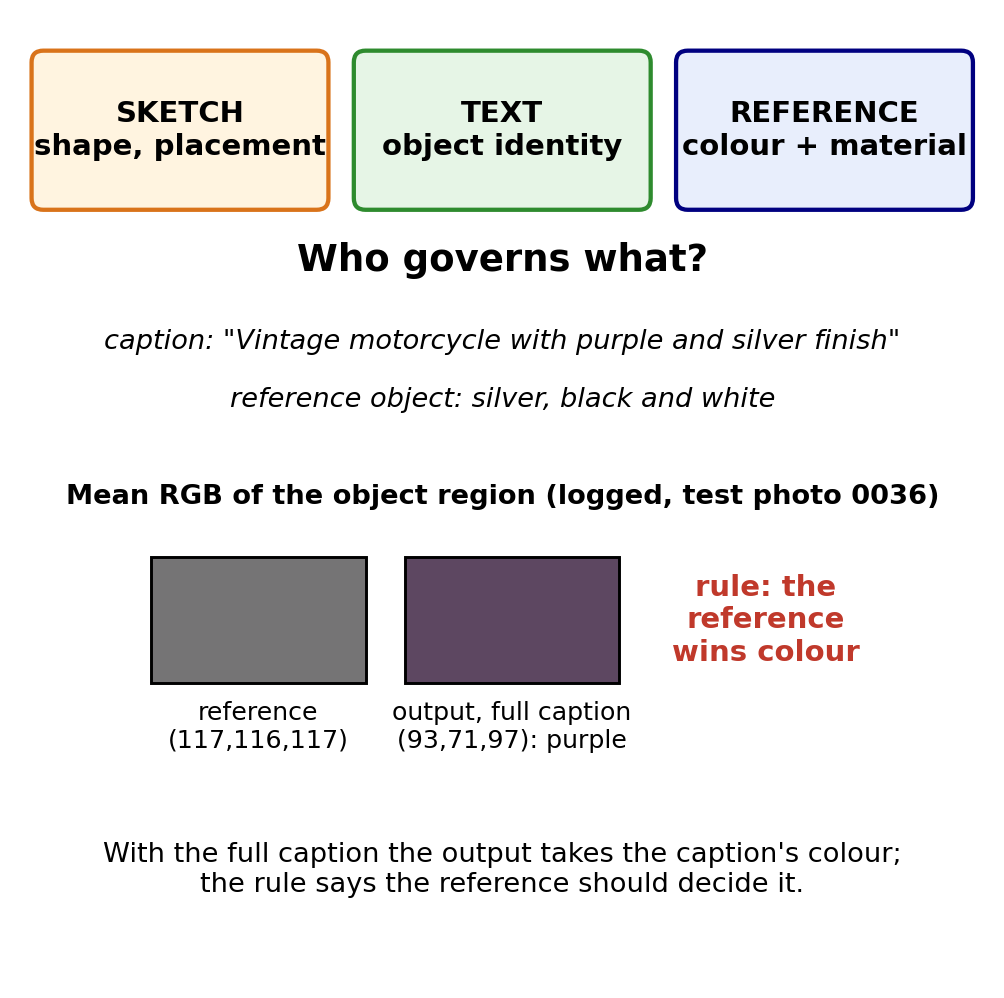 SKETCH
shape, placement
TEXT
object identity
REFERENCE
colour + material
Who governs what?
caption: "Vintage motorcycle with purple and silver finish"
reference object: silver, black and white
Mean RGB of the object region (logged, test photo 0036)
rule: the
reference
wins colour
reference
(117,116,117)
output, full caption
(93,71,97): purple
With the full caption the output takes the caption's colour;
the rule says the reference should decide it.